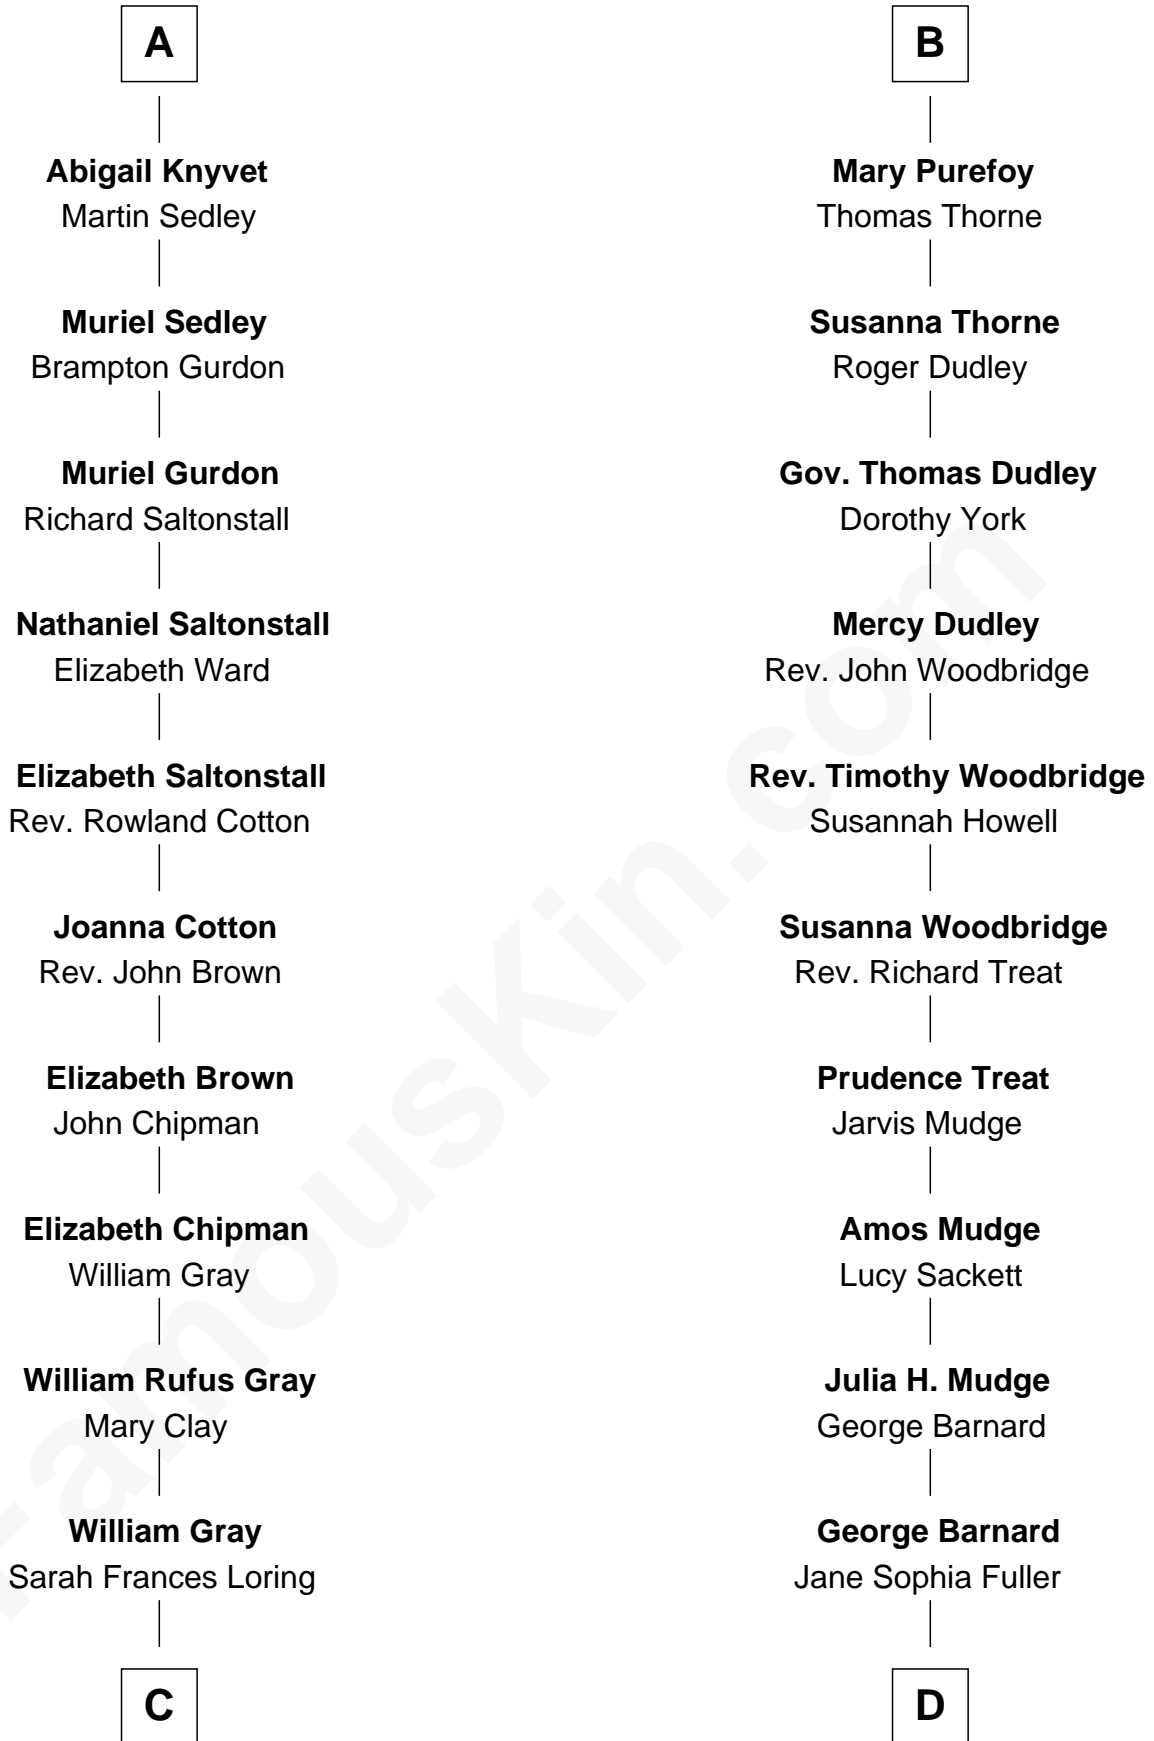 A
Abigail Knyvet
Martin Sedley
Muriel Sedley
Brampton Gurdon
Muriel Gurdon
Richard Saltonstall
Nathaniel Saltonstall
Elizabeth Ward
Elizabeth Saltonstall
Rev. Rowland Cotton
Joanna Cotton
Rev. John Brown
Elizabeth Brown
John Chipman
Elizabeth Chipman
William Gray
William Rufus Gray
Mary Clay
William Gray
Sarah Frances Loring
C
B
Mary Purefoy
Thomas Thorne
Susanna Thorne
Roger Dudley
Gov. Thomas Dudley
Dorothy York
Mercy Dudley
Rev. John Woodbridge
Rev. Timothy Woodbridge
Susannah Howell
Susanna Woodbridge
Rev. Richard Treat
Prudence Treat
Jarvis Mudge
Amos Mudge
Lucy Sackett
Julia H. Mudge
George Barnard
George Barnard
Jane Sophia Fuller
D
FamousKin.com